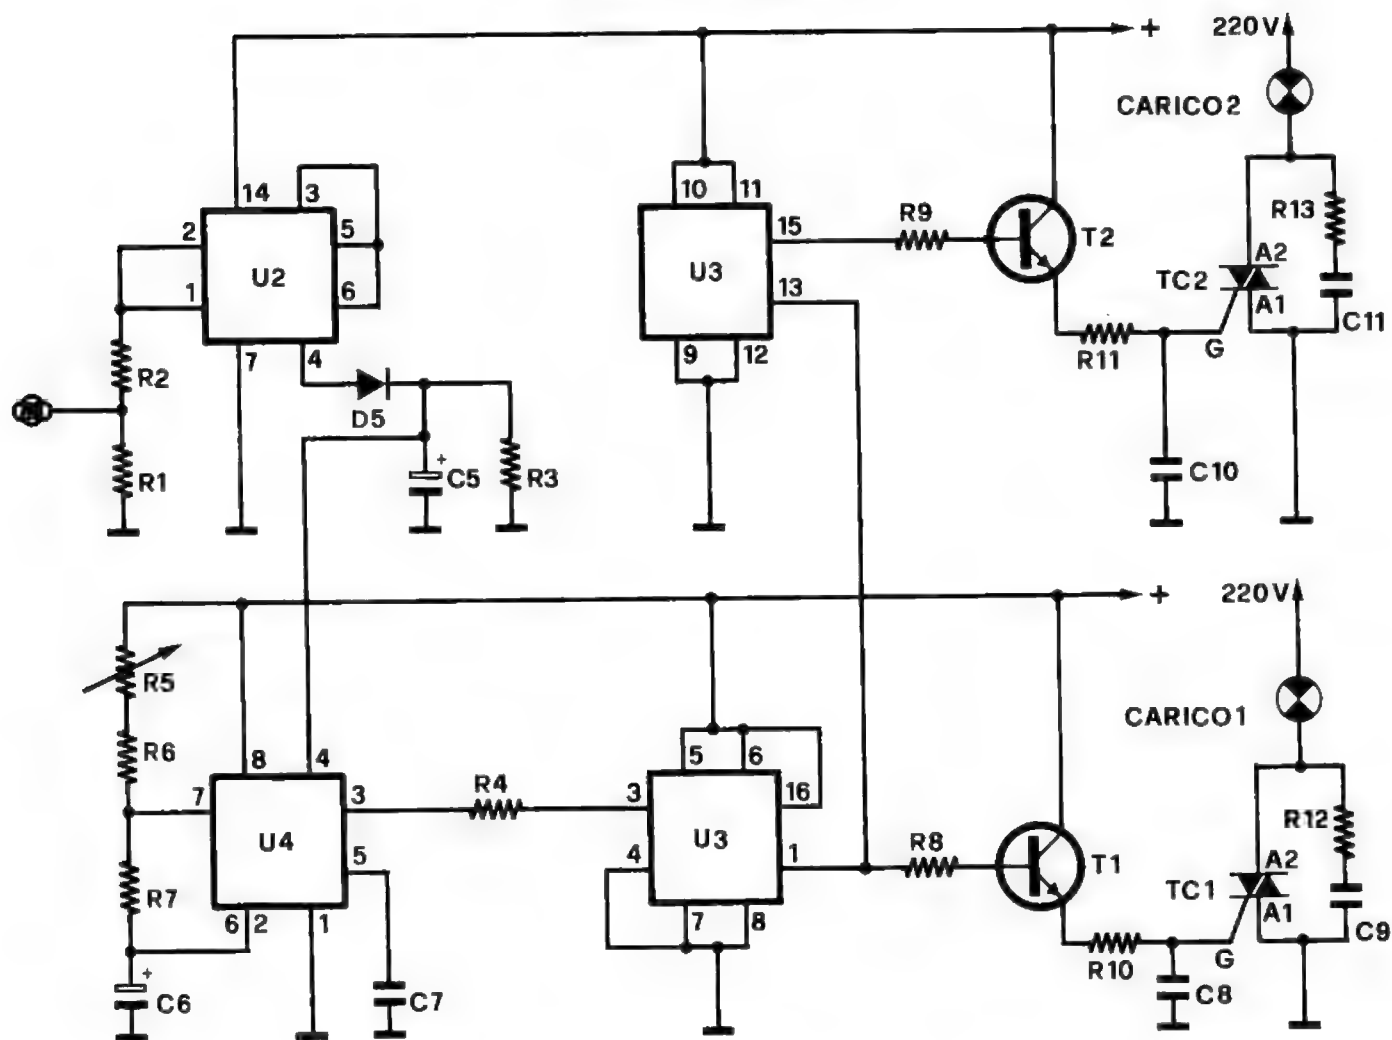 +
220V
CARICO2
14
3
2
5
U2
1
6
7
4
R2
R1
D5
+
C5
R3
10
11
15
U3
13
9
12
R9
T2
R11
G
C10
R13
A2
TC2
A1
C11
+
220V
CARICO1
R5
R6
8
4
7
3
U4
5
R7
6
2
1
+
C6
C7
R4
5
6
16
3
U3
4
1
7
8
R8
T1
R10
G
C8
R12
A2
TC1
A1
C9